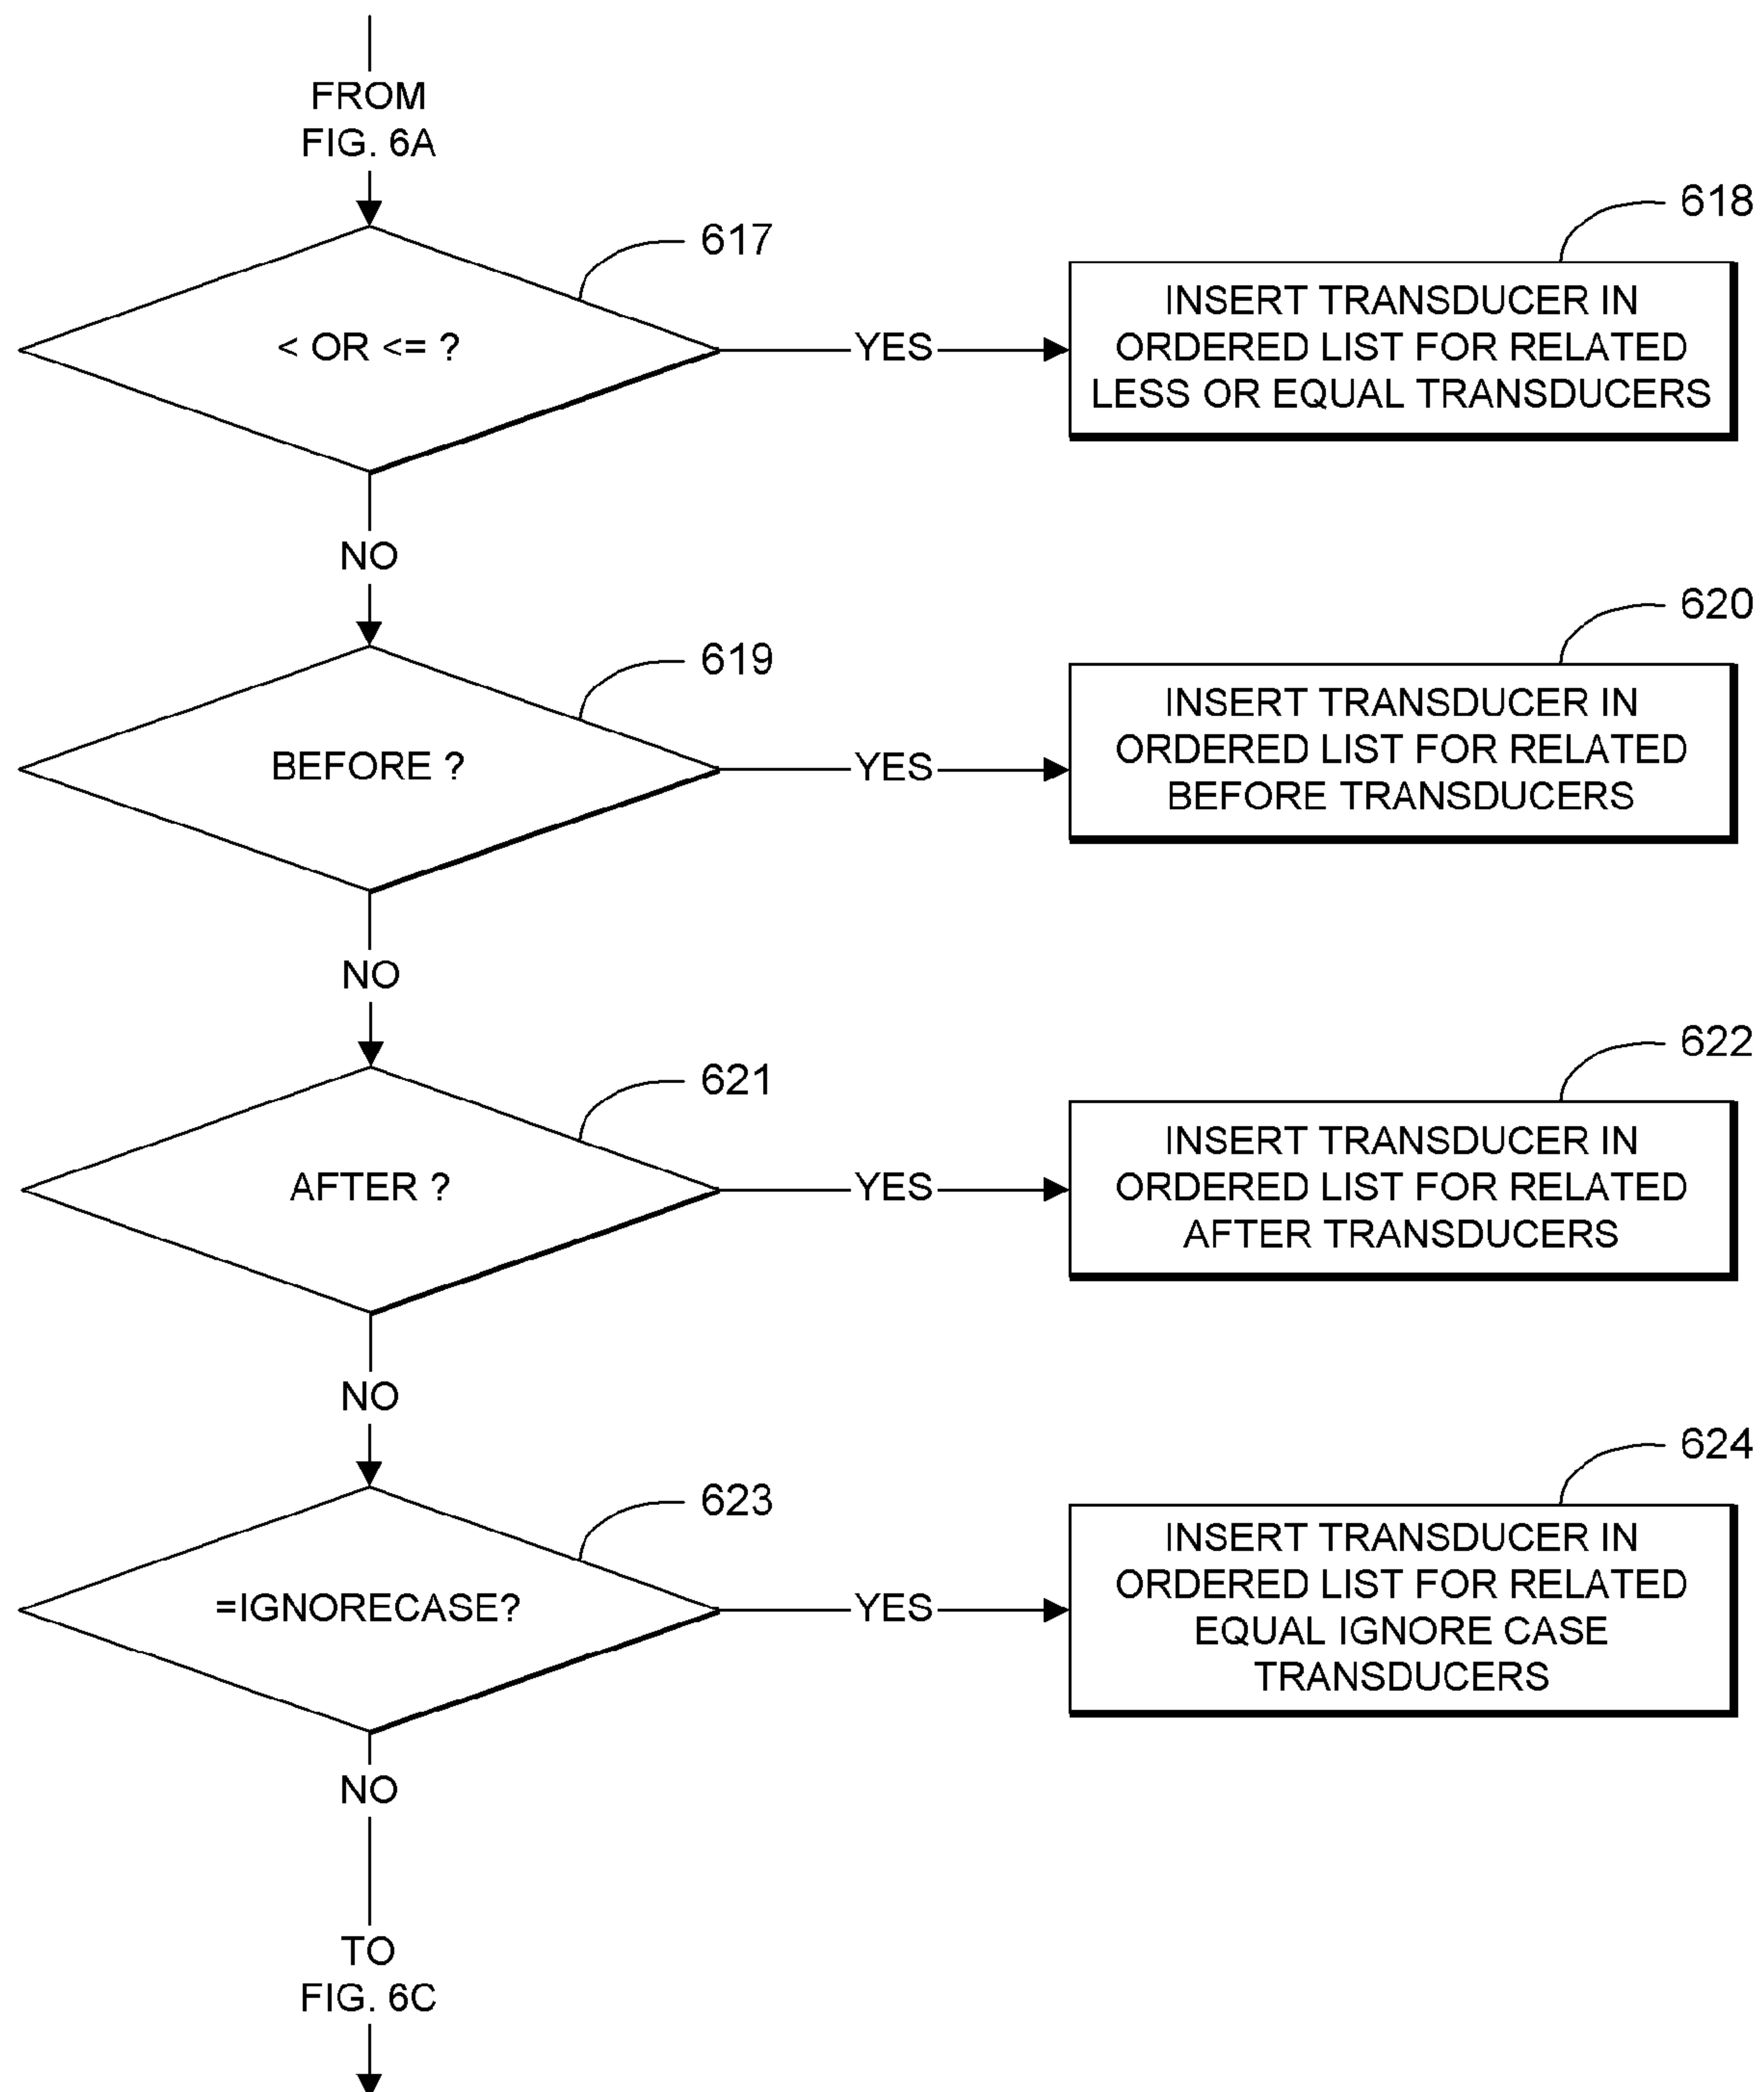 FROM
FIG. 6A
617
< OR <= ?
YES
618
INSERT TRANSDUCER IN
ORDERED LIST FOR RELATED
LESS OR EQUAL TRANSDUCERS
NO
619
BEFORE ?
YES
620
INSERT TRANSDUCER IN
ORDERED LIST FOR RELATED
BEFORE TRANSDUCERS
NO
621
AFTER ?
YES
622
INSERT TRANSDUCER IN
ORDERED LIST FOR RELATED
AFTER TRANSDUCERS
NO
623
=IGNORECASE?
YES
624
INSERT TRANSDUCER IN
ORDERED LIST FOR RELATED
EQUAL IGNORE CASE
TRANSDUCERS
NO
TO
FIG. 6C